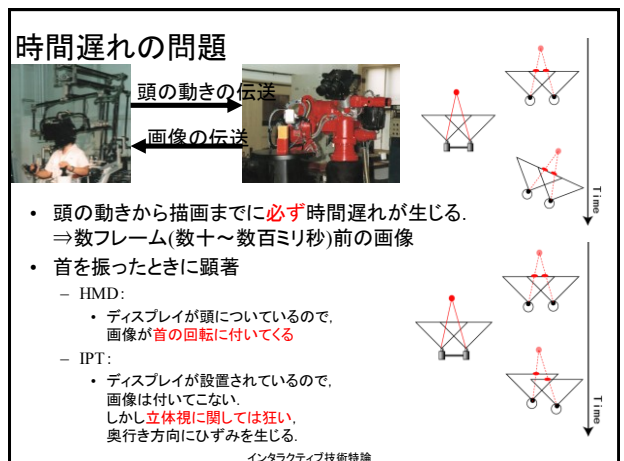 時間遅れの問題
頭の動きの伝送
画像の伝送
• 頭の動きから描画までに必ず時間遅れが生じる.
⇒数フレーム(数十～数百ミリ秒)前の画像
• 首を振ったときに顕著
– HMD:
• ディスプレイが頭についているので,
画像が首の回転に付いてくる
– IPT:
• ディスプレイが設置されているので,
画像は付いてこない.
しかし立体視に関しては狂い,
奥行き方向にひずみを生じる.
Time
Time
インタラクティブ技術特論